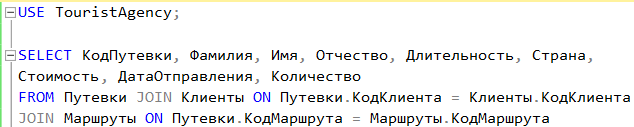 USE TouristAgency;
SELECT КодПутевки, Фамилия, Имя, Отчество, Длительность, Страна,
Стоимость, ДатаОтправления, Количество
FROM Путевки JOIN Клиенты ON Путевки.КодКлиента = Клиенты.КодКлиента
JOIN Маршруты ON Путевки.КодМаршрута = Маршруты.КодМаршрута